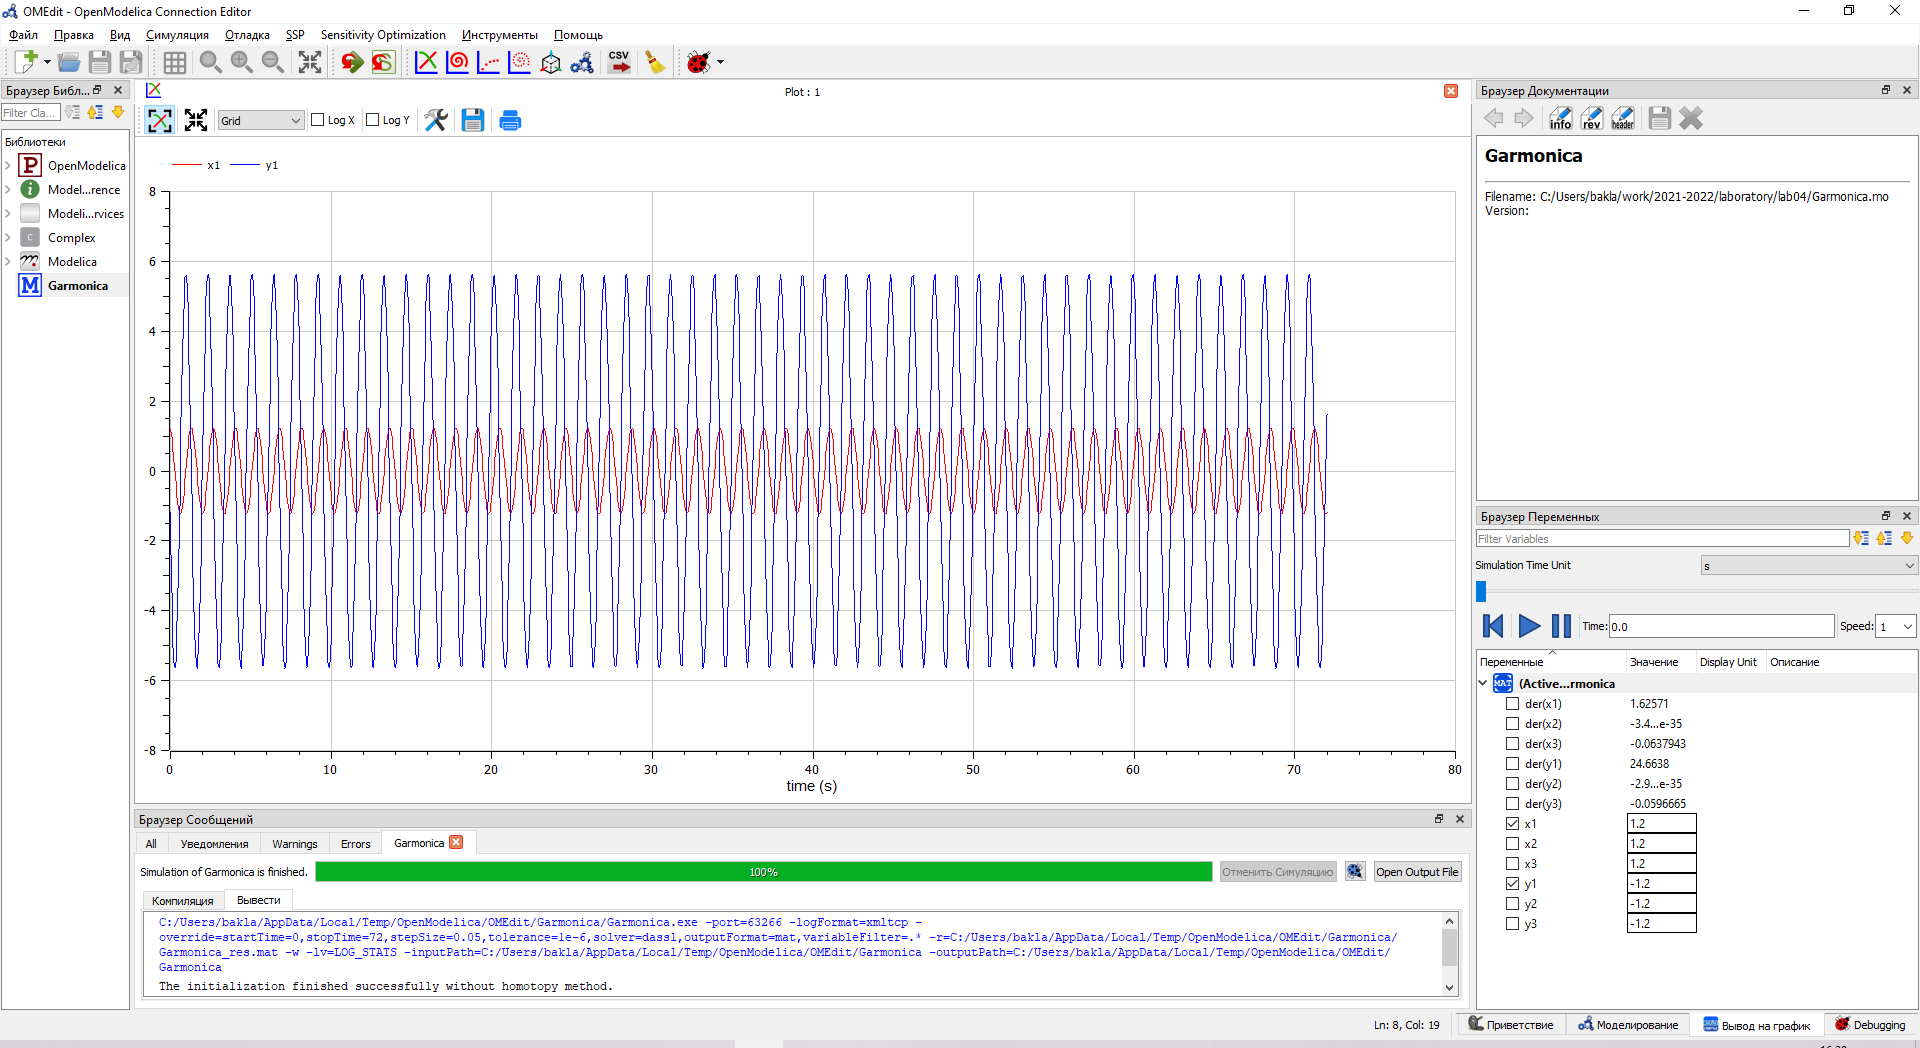 OMEdit - OpenModelica Connection Editor
Файл Правка Вид Симуляция Отладка SSP Sensitivity Optimization Инструменты Помощь
CSV
Браузер Библ...
Filter Cla...
Библиотеки
P OpenModelica
i Model...rence
Modeli...rvices
C Complex
Modelica
M Garmonica
Plot : 1
Grid Log X Log Y
x1 y1
8
6
4
2
0
-2
-4
-6
-8
0 10 20 30 40 50 60 70 80
time (s)
Браузер Сообщений
All Уведомления Warnings Errors Garmonica
Simulation of Garmonica is finished. 100% Отменить Симуляцию Open Output File
Компиляция Вывести
C:/Users/bakla/AppData/Local/Temp/OpenModelica/OMEdit/Garmonica/Garmonica.exe -port=63266 -logFormat=xmltcp -
override=startTime=0,stopTime=72,stepSize=0.05,tolerance=1e-6,solver=dassl,outputFormat=mat,variableFilter=.* -r=C:/Users/bakla/AppData/Local/Temp/OpenModelica/OMEdit/Garmonica/
Garmonica_res.mat -w -lv=LOG_STATS -inputPath=C:/Users/bakla/AppData/Local/Temp/OpenModelica/OMEdit/Garmonica -outputPath=C:/Users/bakla/AppData/Local/Temp/OpenModelica/OMEdit/
Garmonica
The initialization finished successfully without homotopy method.
Браузер Документации
info rev header
Garmonica
Filename: C:/Users/bakla/work/2021-2022/laboratory/lab04/Garmonica.mo
Version:
Браузер Переменных
Filter Variables
Simulation Time Unit s
Time: 0.0 Speed: 1
Переменные Значение Display Unit Описание
MAT (Active...rmonica
der(x1) 1.62571
der(x2) -3.4...e-35
der(x3) -0.0637943
der(y1) 24.6638
der(y2) -2.9...e-35
der(y3) -0.0596665
x1 1.2
x2 1.2
x3 1.2
y1 -1.2
y2 -1.2
y3 -1.2
Ln: 8, Col: 19 Приветствие Моделирование Вывод на график Debugging